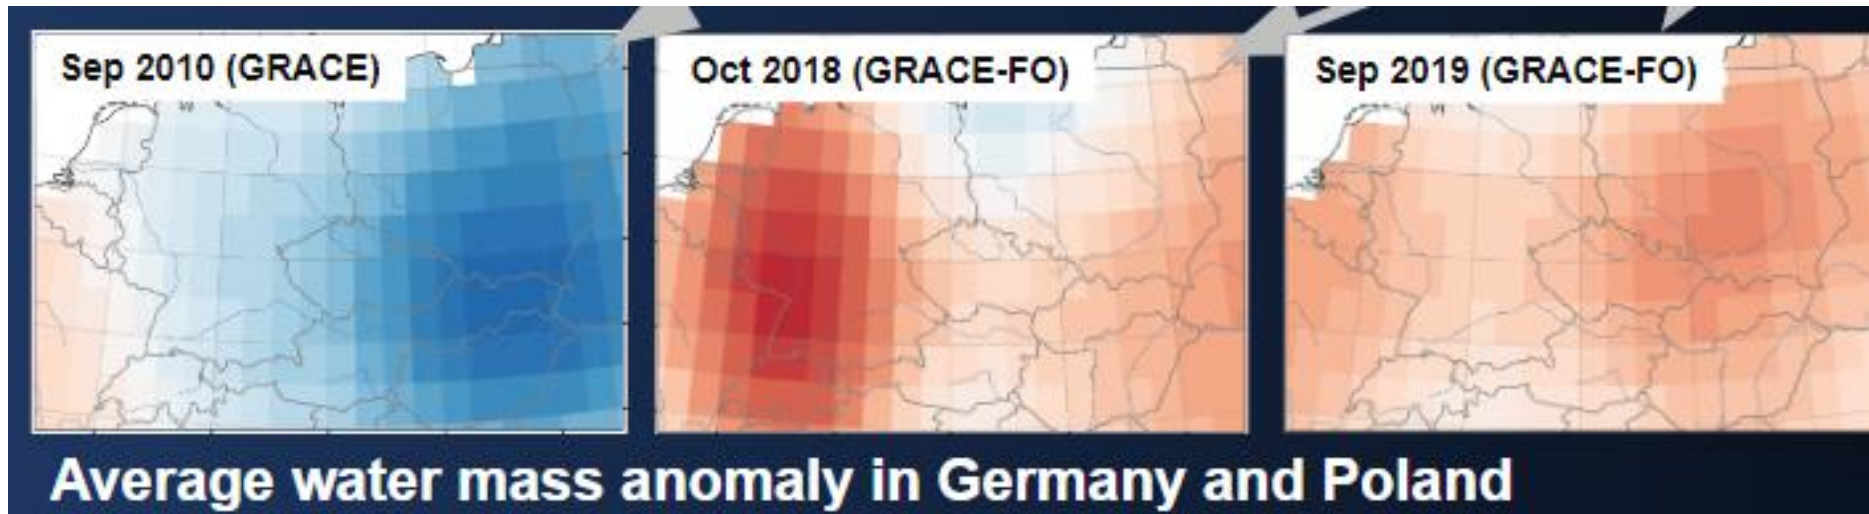 Sep 2010 (GRACE)
Oct 2018 (GRACE-FO)
Sep 2019 (GRACE-FO)
Average water mass anomaly in Germany and Poland